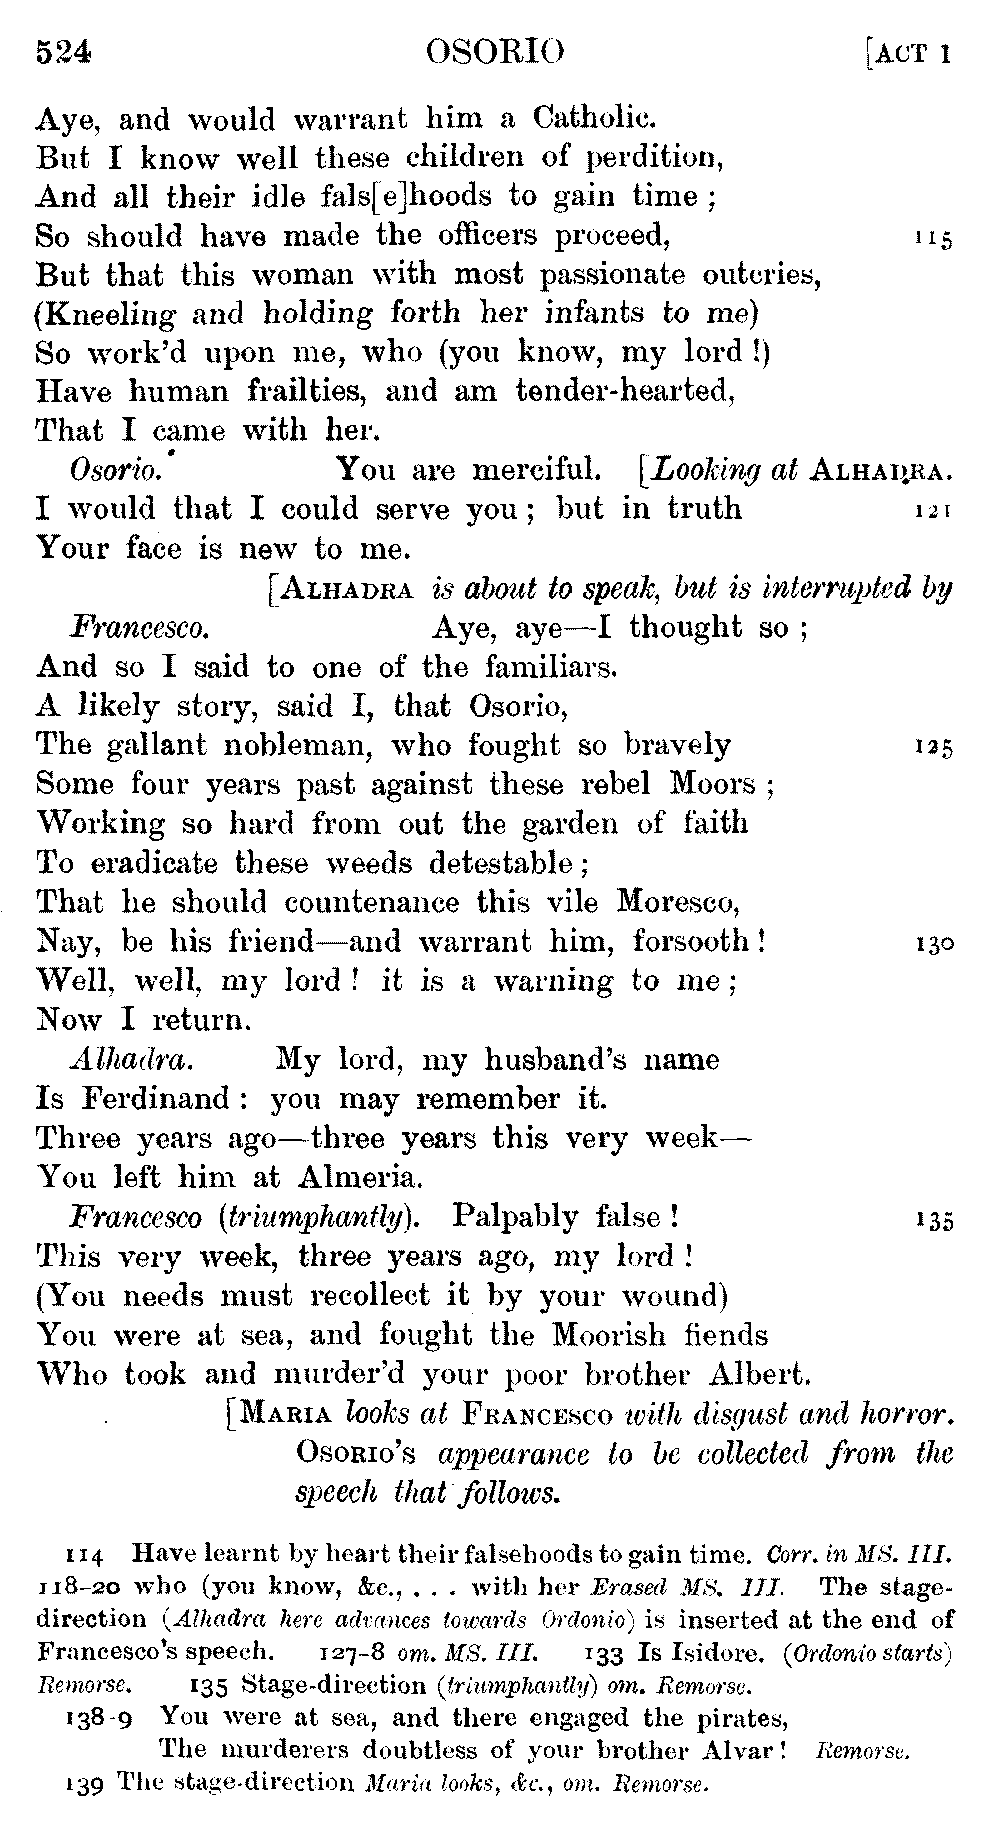 524 OSORIO [ACT I
Aye, and would warrant him a Catholic.
But I know well these children of perdition,
And all their idle fals[e]hoods to gain time ;
So should have made the officers proceed, 115
But that this woman with most passionate outcries,
(Kneeling and holding forth her infants to me)
So work'd upon me, who (you know, my lord !)
Have human frailties, and am tender-hearted,
That I came with her.
Osorio. You are merciful. [Looking at ALHADRA.
I would that I could serve you ; but in truth 121
Your face is new to me.
[ALHADRA is about to speak, but is interrupted by
Francesco. Aye, aye—I thought so ;
And so I said to one of the familiars.
A likely story, said I, that Osorio,
The gallant nobleman, who fought so bravely 125
Some four years past against these rebel Moors ;
Working so hard from out the garden of faith
To eradicate these weeds detestable ;
That he should countenance this vile Moresco,
Nay, be his friend—and warrant him, forsooth ! 130
Well, well, my lord ! it is a warning to me ;
Now I return.
Alhadra. My lord, my husband's name
Is Ferdinand : you may remember it.
Three years ago—three years this very week—
You left him at Almeria.
Francesco (triumphantly). Palpably false ! 135
This very week, three years ago, my lord !
(You needs must recollect it by your wound)
You were at sea, and fought the Moorish fiends
Who took and murder'd your poor brother Albert.
[MARIA looks at FRANCESCO with disgust and horror.
OSORIO'S appearance to be collected from the
speech that follows.
114 Have learnt by heart their falsehoods to gain time. Corr. in MS. III.
118-20 who (you know, &c., . . . with her Erased MS. III. The stage-
direction (Alhadra here advances towards Ordonio) is inserted at the end of
Francesco's speech. 127-8 om. MS. III. 133 Is Isidore. (Ordonio starts)
Remorse. 135 Stage-direction (triumphantly) om. Remorse.
138-9 You were at sea, and there engaged the pirates,
The murderers doubtless of your brother Alvar ! Remorse.
139 The stage-direction Maria looks, &c., om. Remorse.